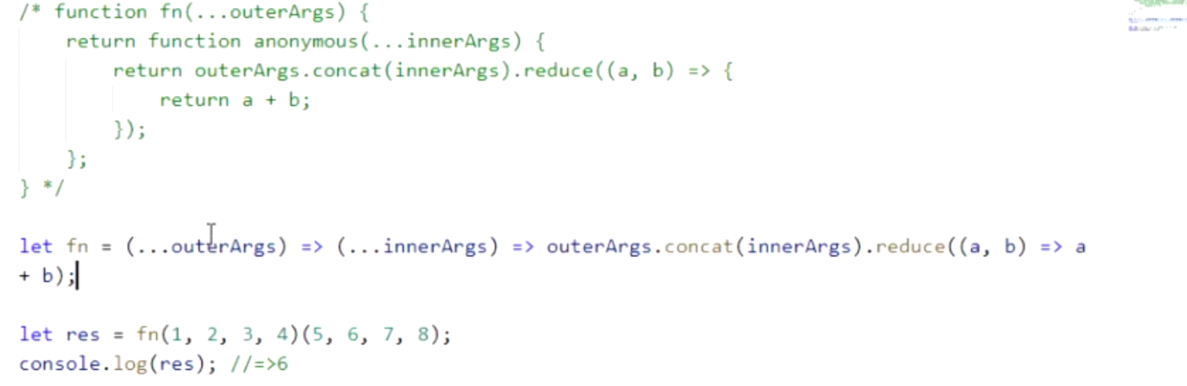 /* function fn(...outerArgs) {
return function anonymous(...innerArgs) {
return outerArgs.concat(innerArgs).reduce((a, b) => {
return a + b;
});
};
} */
let fn = (...outerArgs) => (...innerArgs) => outerArgs.concat(innerArgs).reduce((a, b) => a
+ b);
let res = fn(1, 2, 3, 4)(5, 6, 7, 8);
console.log(res); //=>6